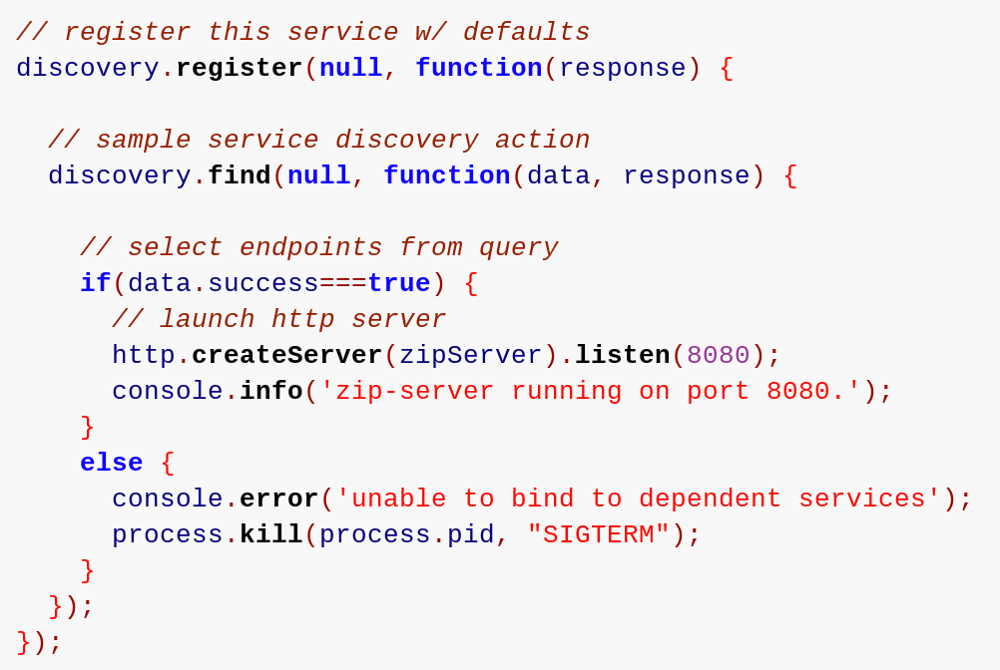 // register this service w/ defaults
discovery.register(null, function(response) {

  // sample service discovery action
  discovery.find(null, function(data, response) {

    // select endpoints from query
    if(data.success===true) {
      // launch http server
      http.createServer(zipServer).listen(8080);
      console.info('zip-server running on port 8080.');
    }
    else {
      console.error('unable to bind to dependent services');
      process.kill(process.pid, "SIGTERM");
    }
  });
});